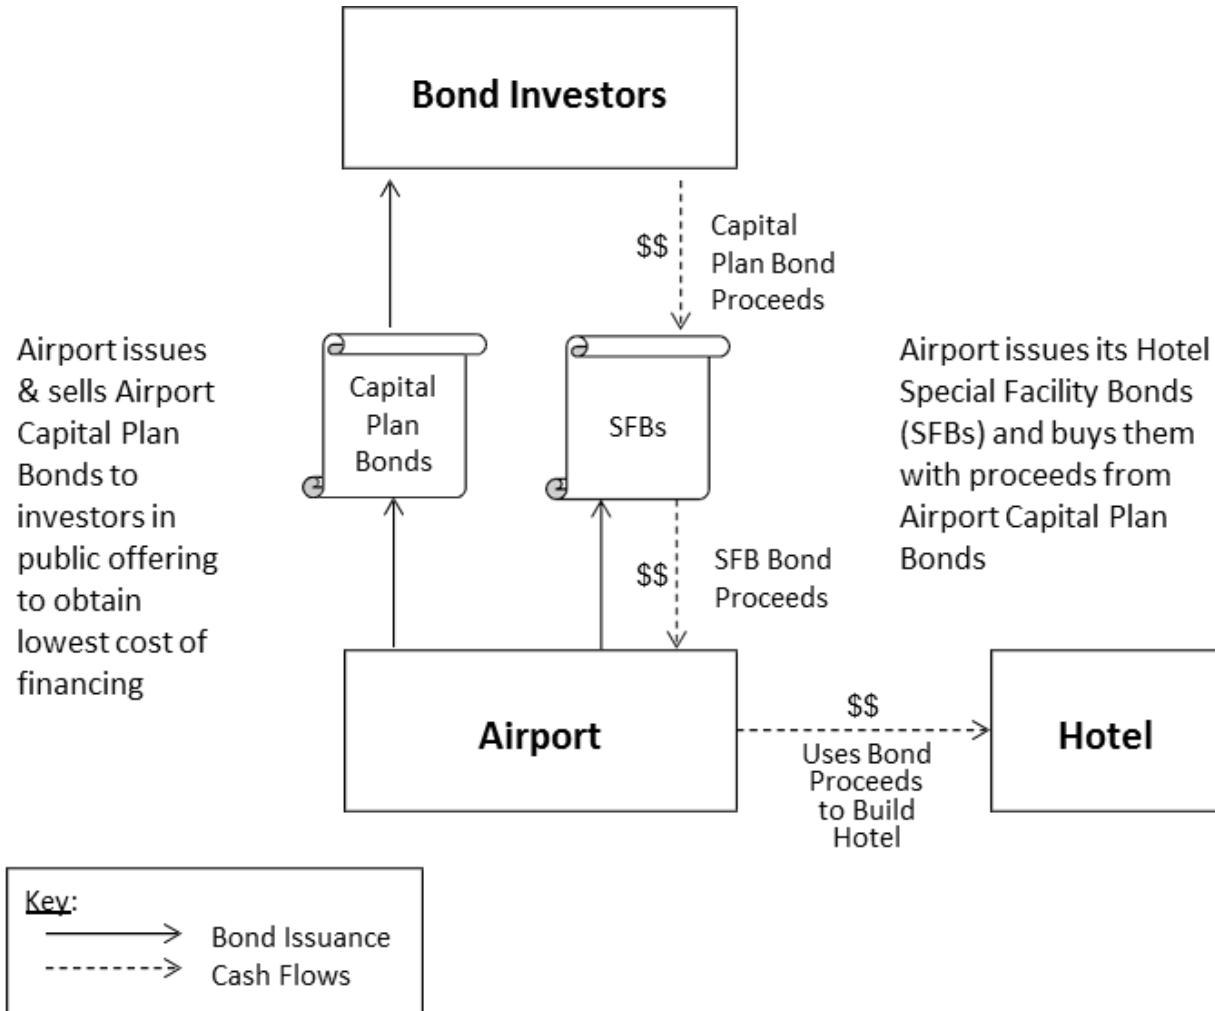 Bond Investors
$$
Capital
Plan Bond
Proceeds
Airport issues
& sells Airport
Capital Plan
Bonds to
investors in
public offering
to obtain
lowest cost of
financing
Capital
Plan
Bonds
SFBs
Airport issues its Hotel
Special Facility Bonds
(SFBs) and buys them
with proceeds from
Airport Capital Plan
Bonds
$$
SFB Bond
Proceeds
Airport
$$
Uses Bond
Proceeds
to Build
Hotel
Hotel
Key:
Bond Issuance
Cash Flows